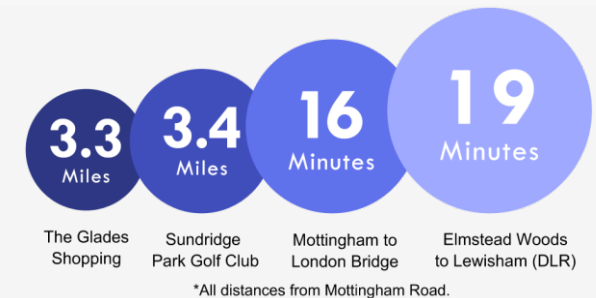 3.3
Miles
3.4
Miles
16
Minutes
19
Minutes
The Glades
Shopping
Sundridge
Park Golf Club
Mottingham to
London Bridge
Elmstead Woods
to Lewisham (DLR)
*All distances from Mottingham Road.